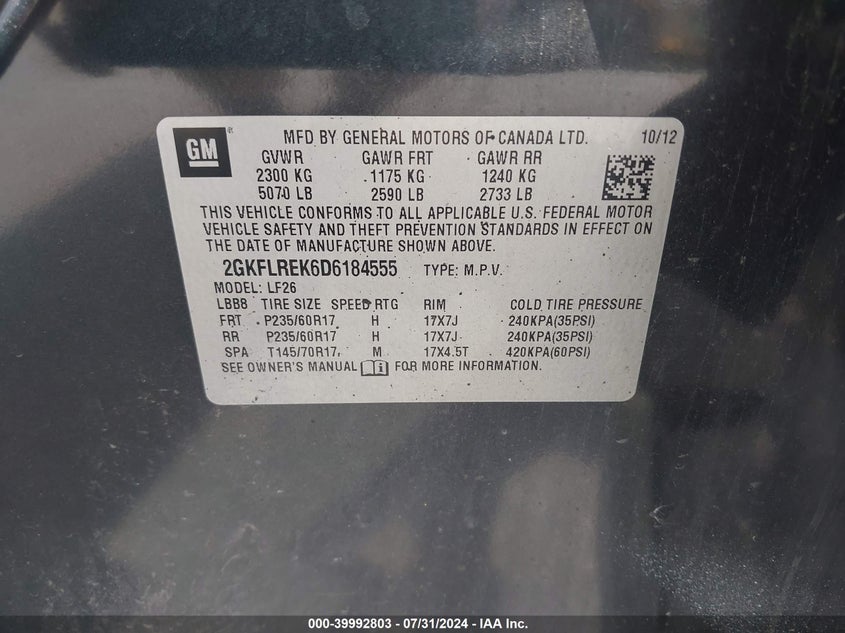 GM
MFD BY GENERAL MOTORS OF CANADA LTD. 10/12
GVWR GAWR FRT GAWR RR
2300 KG 1175 KG 1240 KG
5070 LB 2590 LB 2733 LB
THIS VEHICLE CONFORMS TO ALL APPLICABLE U.S. FEDERAL MOTOR
VEHICLE SAFETY AND THEFT PREVENTION STANDARDS IN EFFECT ON
THE DATE OF MANUFACTURE SHOWN ABOVE.
2GKFLREK6D6184555 TYPE: M.P.V.
MODEL: LF26
LBB8 TIRE SIZE SPEED RTG RIM COLD TIRE PRESSURE
FRT P235/60R17 H 17X7J 240KPA(35PSI)
RR P235/60R17 H 17X7J 240KPA(35PSI)
SPA T145/70R17 M 17X4.5T 420KPA(60PSI)
SEE OWNER'S MANUAL FOR MORE INFORMATION.
000-39992803 - 07/31/2024 - IAA Inc.